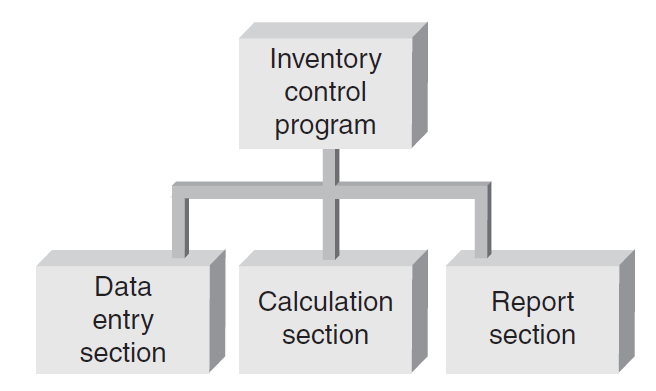 Inventory
control
program
Data
entry
section
Calculation
section
Report
section